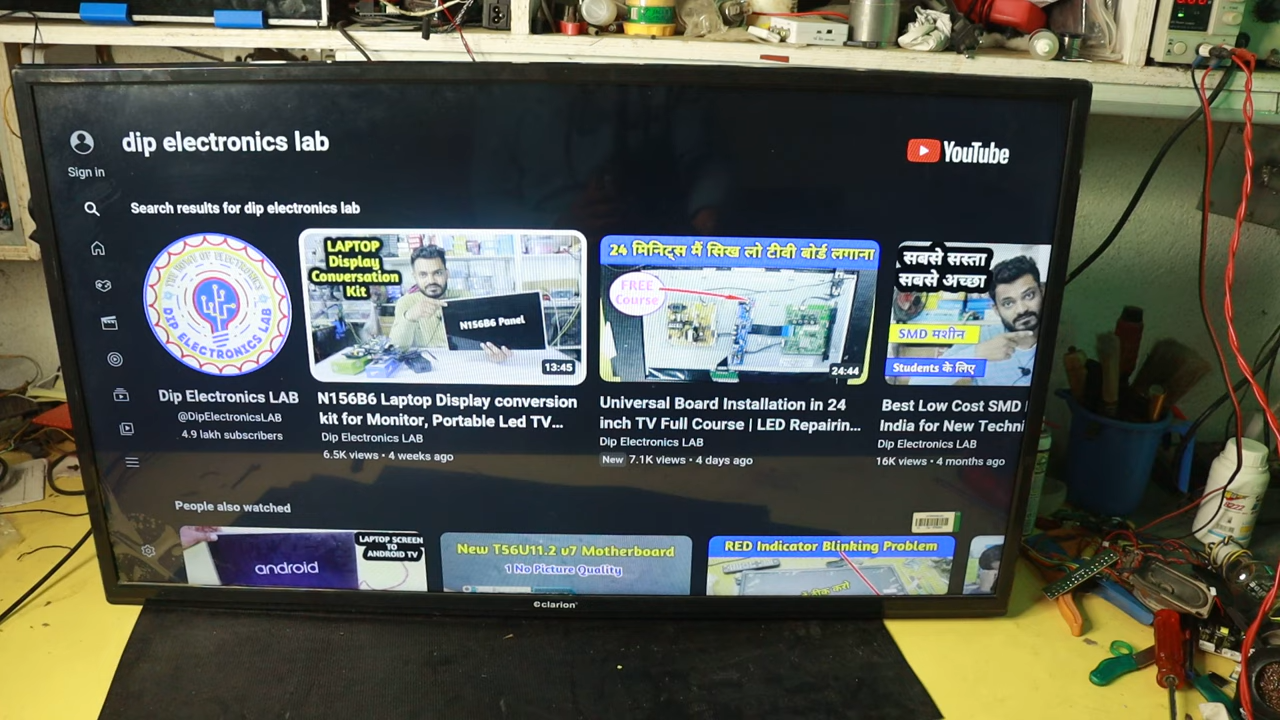 dip electronics lab
YouTube
Sign in
Search results for dip electronics lab
DIP ELECTRONICS LAB
LAPTOP
Display
Conversation
Kit
N156B6 Panel
13:45
24 मिनिट्स मैं सिख लो टीवी बोर्ड लगाना
FREE
Course
24:44
सबसे सस्ता
सबसे अच्छा
SMD मशीन
Students के लिए
Dip Electronics LAB
@DipElectronicsLAB
4.9 lakh subscribers
N156B6 Laptop Display conversion
kit for Monitor, Portable Led TV...
Dip Electronics LAB
6.5K views • 4 weeks ago
Universal Board Installation in 24
inch TV Full Course | LED Repairin...
Dip Electronics LAB
New 7.1K views • 4 days ago
Best Low Cost SMD
India for New Techni
Dip Electronics LAB
16K views • 4 months ago
People also watched
android
LAPTOP SCREEN
TO
ANDROID TV
New T56U11.2 v7 Motherboard
1 No Picture Quality
RED Indicator Blinking Problem
clarion